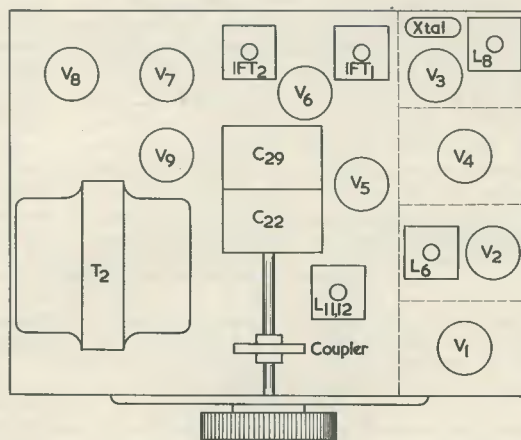 Xtal
L8
IFT2
IFT1
V8
V7
V6
V3
V9
C29
V4
V5
C22
T2
L6
V2
L11,12
Coupler
V1